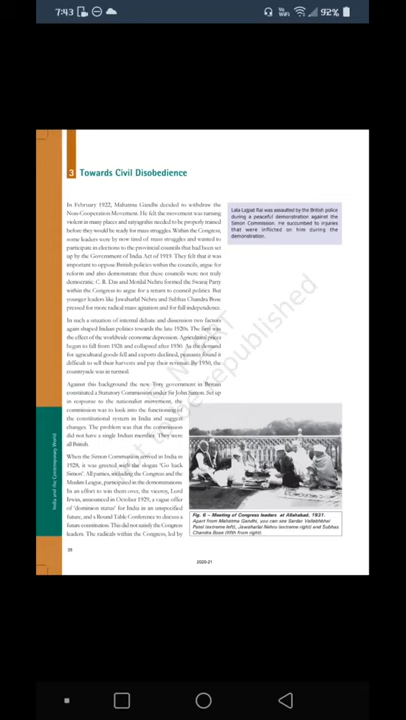 7:43
Vo
WiFi
92%
3 Towards Civil Disobedience
In February 1922, Mahatma Gandhi decided to withdraw the
Non-Cooperation Movement. He felt the movement was turning
violent in many places and satyagrahis needed to be properly trained
before they would be ready for mass struggles. Within the Congress,
some leaders were by now tired of mass struggles and wanted to
participate in elections to the provincial councils that had been set
up by the Government of India Act of 1919. They felt that it was
important to oppose British policies within the councils, argue for
reform and also demonstrate that these councils were not truly
democratic. C. R. Das and Motilal Nehru formed the Swaraj Party
within the Congress to argue for a return to council politics. But
younger leaders like Jawaharlal Nehru and Subhas Chandra Bose
pressed for more radical mass agitation and for full independence.
In such a situation of internal debate and dissension two factors
again shaped Indian politics towards the late 1920s. The first was
the effect of the worldwide economic depression. Agricultural prices
began to fall from 1926 and collapsed after 1930. As the demand
for agricultural goods fell and exports declined, peasants found it
difficult to sell their harvests and pay their revenue. By 1930, the
countryside was in turmoil.
Against this background the new Tory government in Britain
constituted a Statutory Commission under Sir John Simon. Set up
in response to the nationalist movement, the
commission was to look into the functioning of
the constitutional system in India and suggest
changes. The problem was that the commission
did not have a single Indian member. They were
all British.
When the Simon Commission arrived in India in
1928, it was greeted with the slogan 'Go back
Simon'. All parties, including the Congress and the
Muslim League, participated in the demonstrations.
In an effort to win them over, the viceroy, Lord
Irwin, announced in October 1929, a vague offer
of 'dominion status' for India in an unspecified
future, and a Round Table Conference to discuss a
future constitution. This did not satisfy the Congress
leaders. The radicals within the Congress, led by
Lala Lajpat Rai was assaulted by the British police
during a peaceful demonstration against the
Simon Commission. He succumbed to injuries
that were inflicted on him during the
demonstration.
Fig. 6 – Meeting of Congress leaders at Allahabad, 1931.
Apart from Mahatma Gandhi, you can see Sardar Vallabhbhai
Patel (extreme left), Jawaharlal Nehru (extreme right) and Subhas
Chandra Bose (fifth from right).
India and the Contemporary World
2020-21
not to be republished